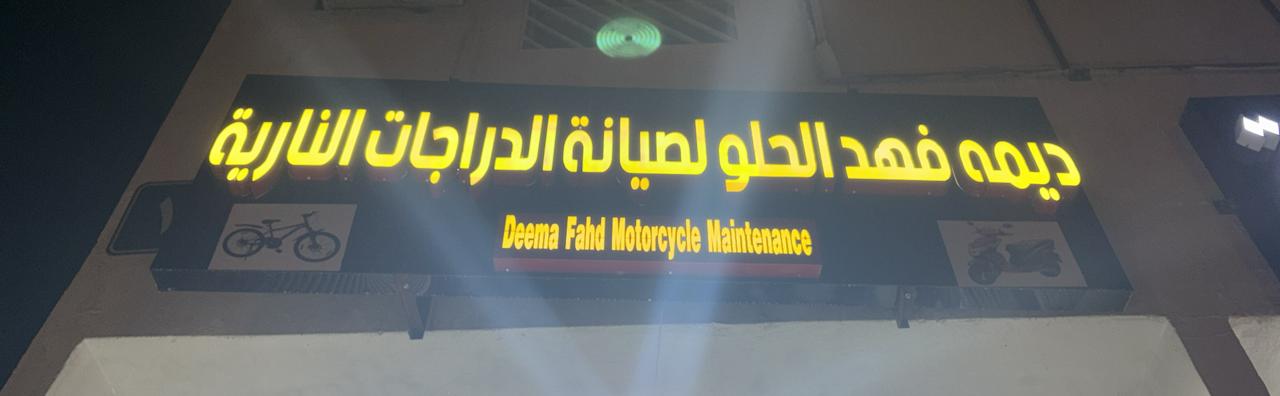 ديمه فهد الحلو لصيانة الدراجات النارية
Deema Fahd Motorcycle Maintenance